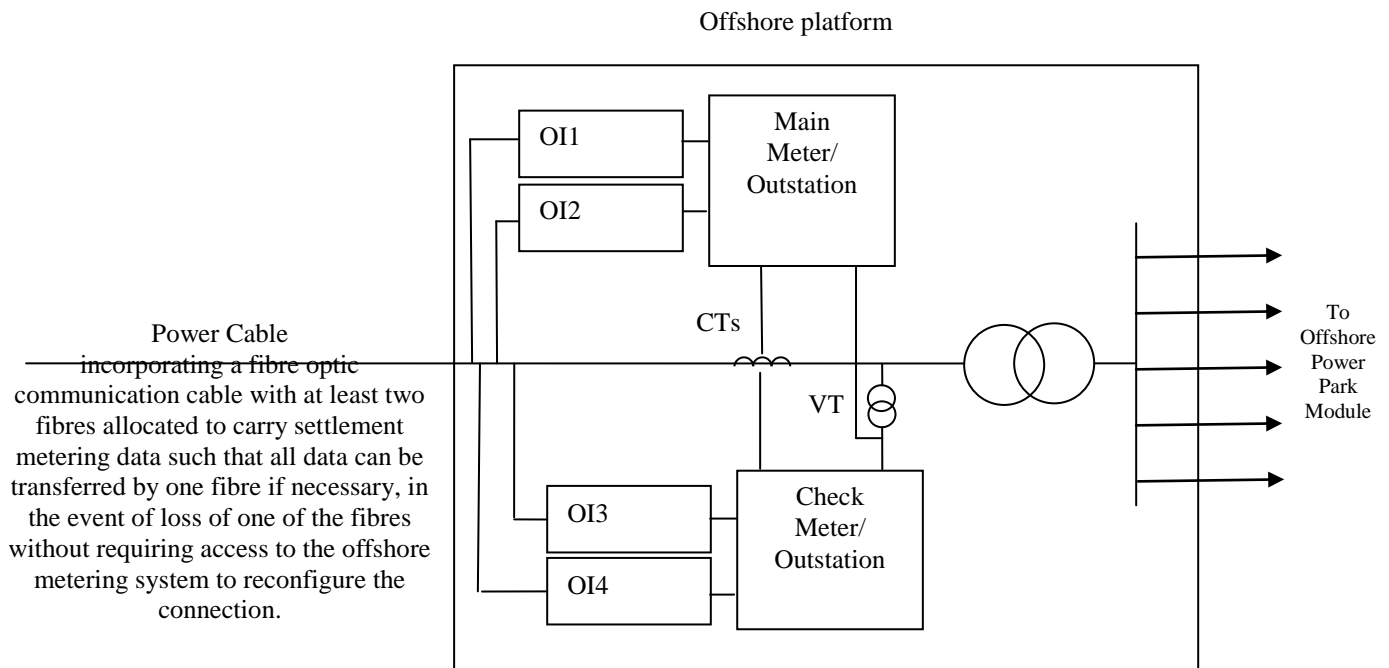 Offshore platform
OI1
OI2
Main
Meter/
Outstation
CTs
VT
Power Cable
incorporating a fibre optic
communication cable with at least two
fibres allocated to carry settlement
metering data such that all data can be
transferred by one fibre if necessary, in
the event of loss of one of the fibres
without requiring access to the offshore
metering system to reconfigure the
connection.
OI3
OI4
Check
Meter/
Outstation
To
Offshore
Power
Park
Module